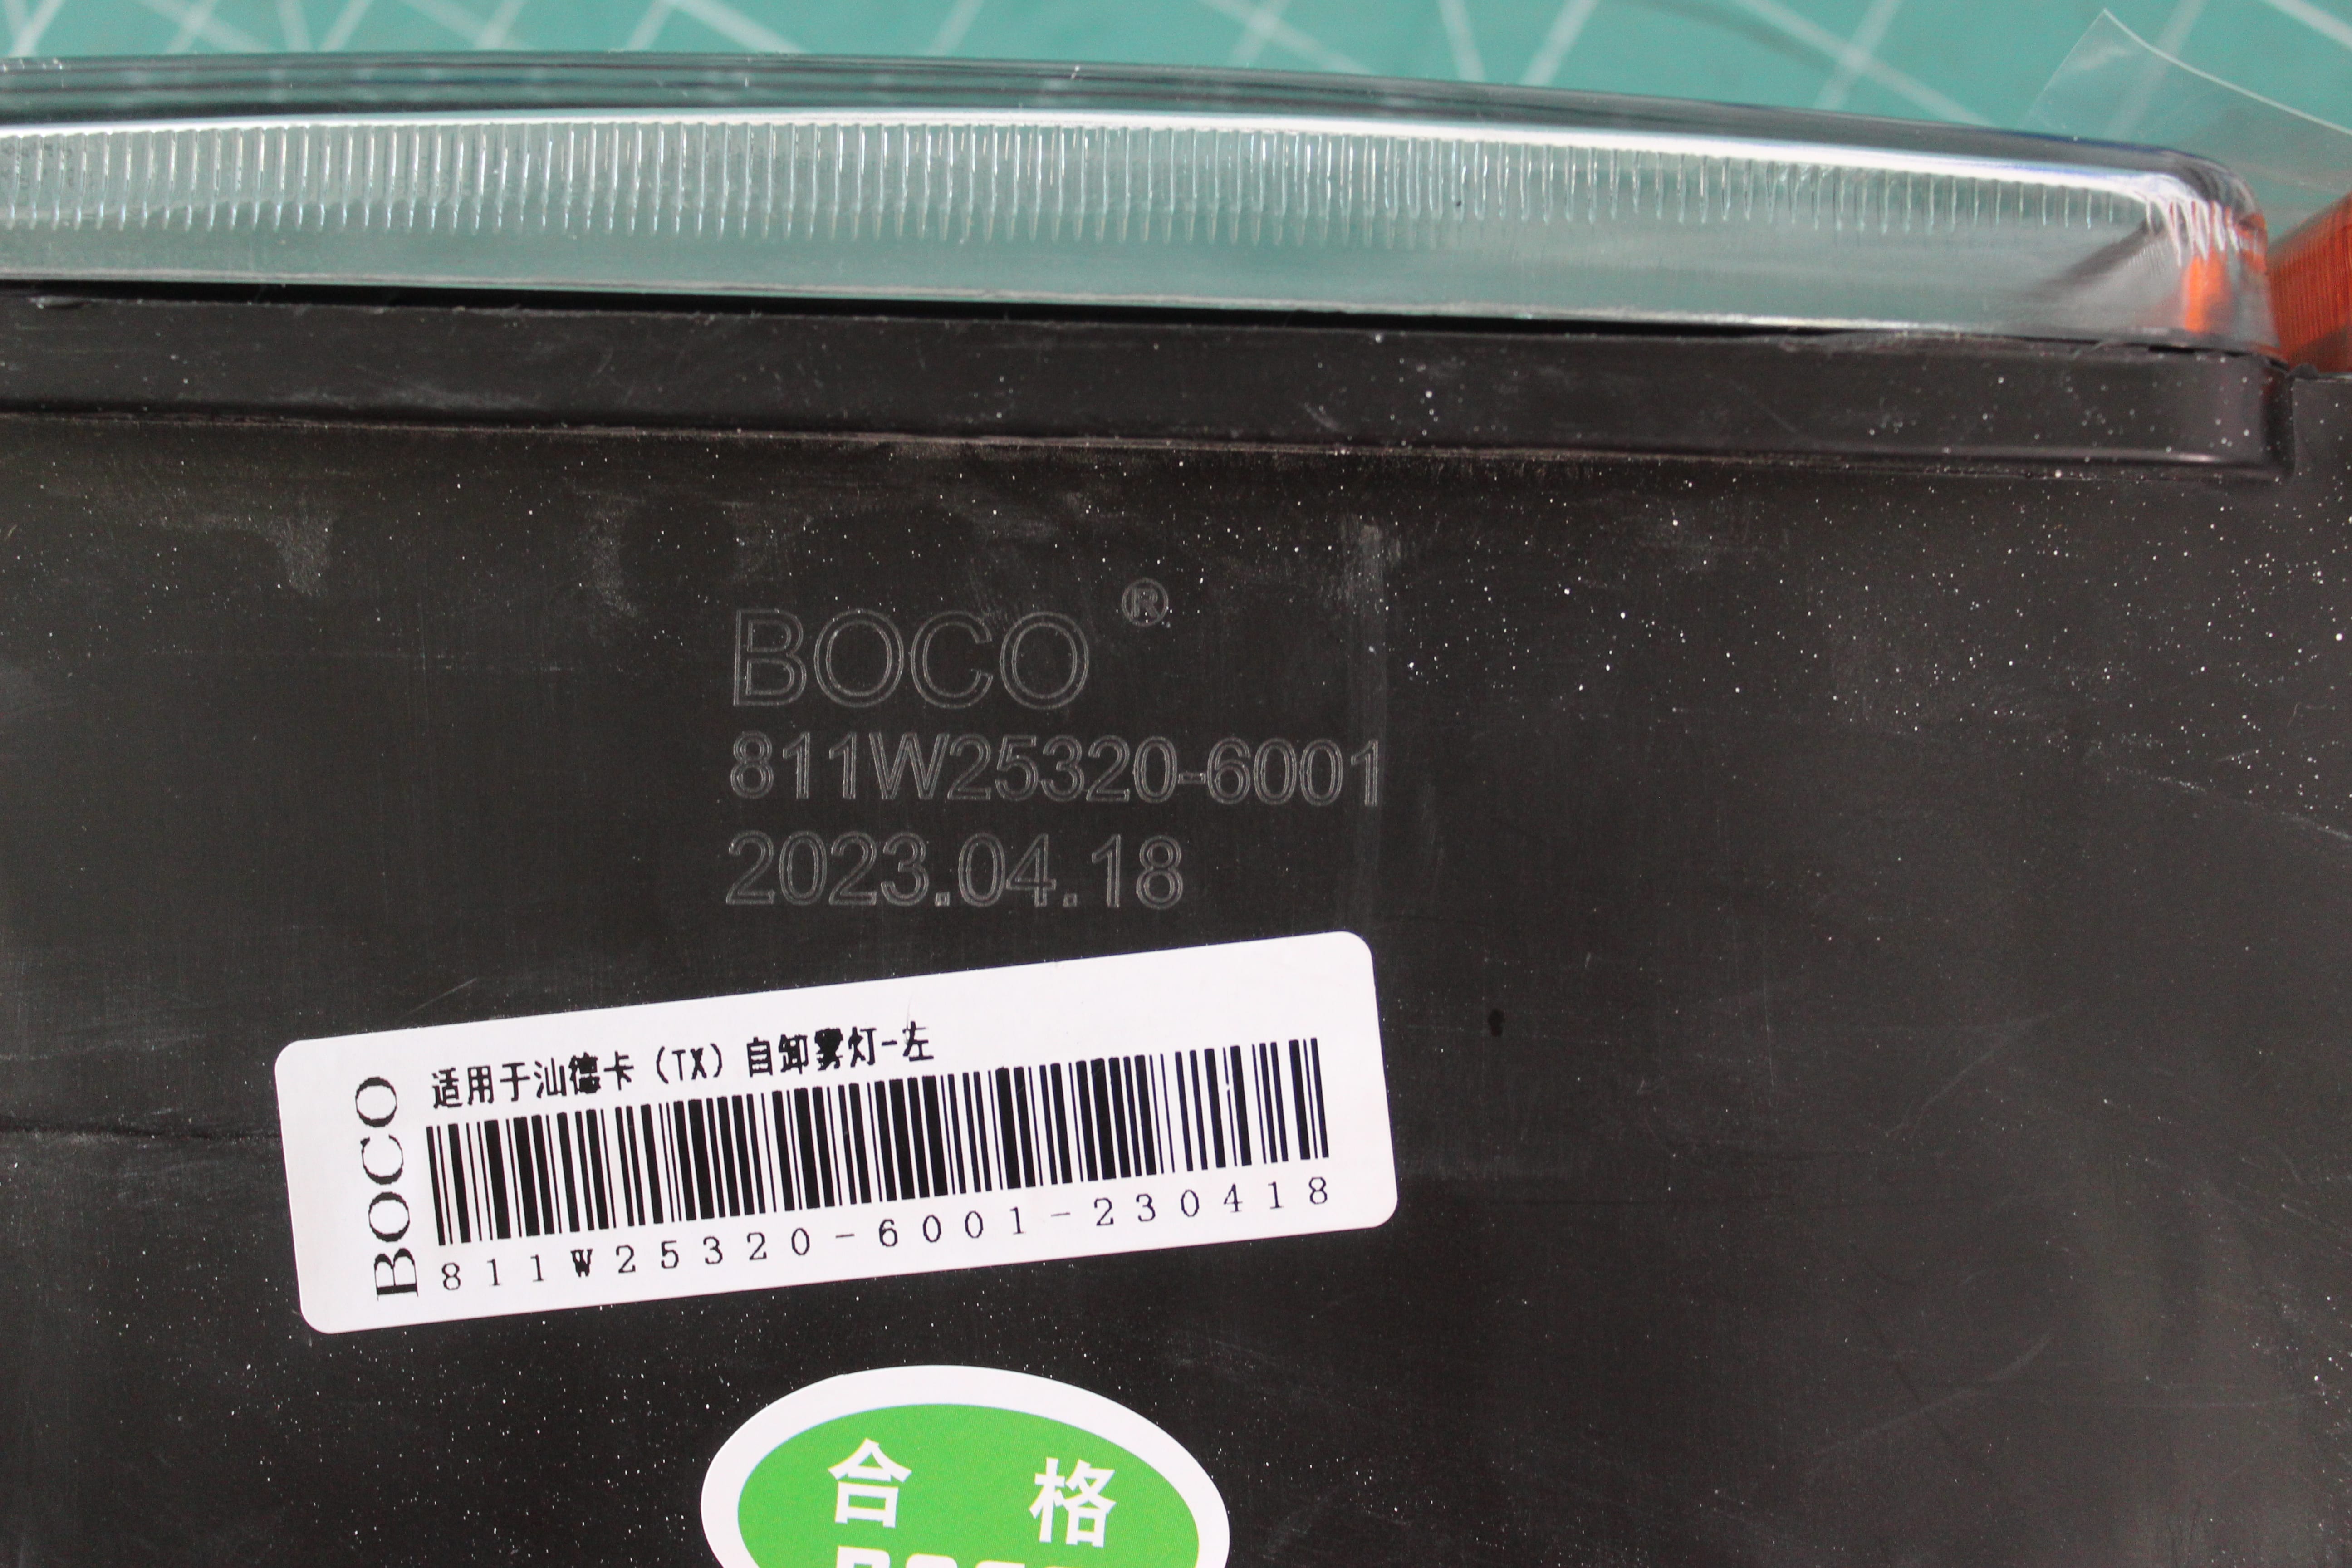 BOCO ®
811W25320-6001
2023.04.18
BOCO
适用于汕德卡（TX）自卸雾灯-左
811W25320-6001-230418
合 格